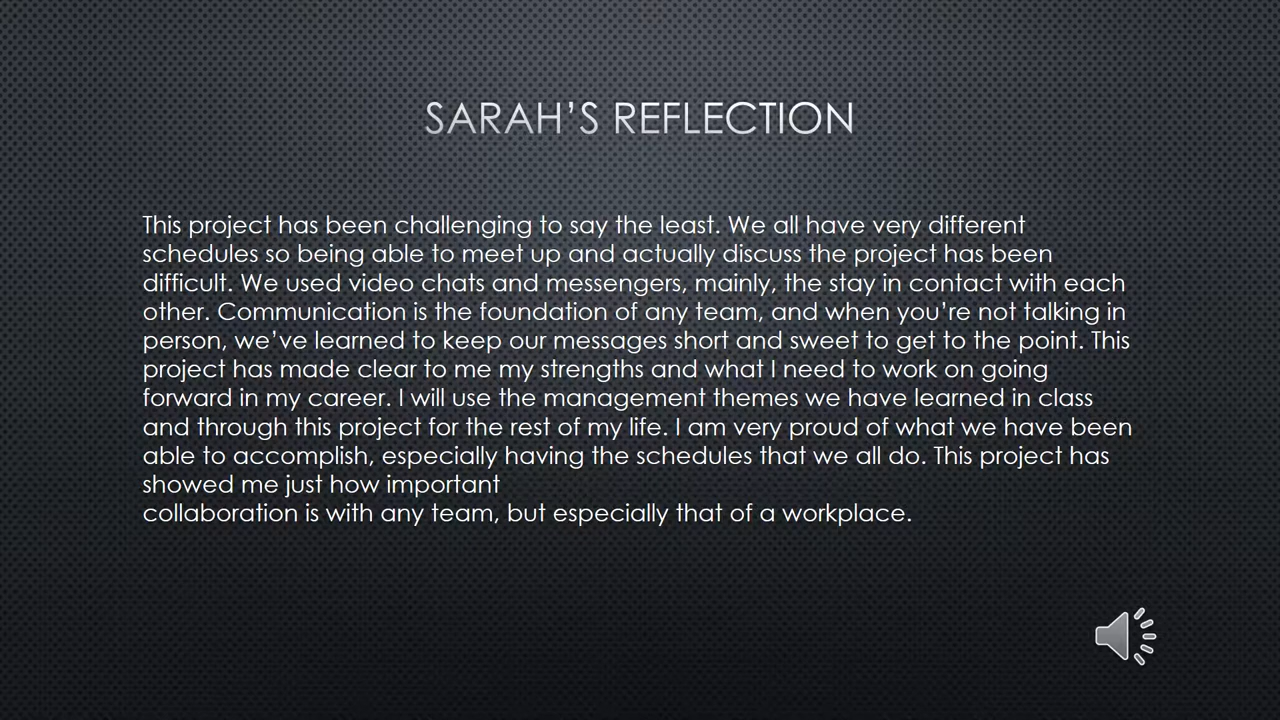 SARAH’S REFLECTION
This project has been challenging to say the least. We all have very different
schedules so being able to meet up and actually discuss the project has been
difficult. We used video chats and messengers, mainly, the stay in contact with each
other. Communication is the foundation of any team, and when you’re not talking in
person, we’ve learned to keep our messages short and sweet to get to the point. This
project has made clear to me my strengths and what I need to work on going
forward in my career. I will use the management themes we have learned in class
and through this project for the rest of my life. I am very proud of what we have been
able to accomplish, especially having the schedules that we all do. This project has
showed me just how important
collaboration is with any team, but especially that of a workplace.